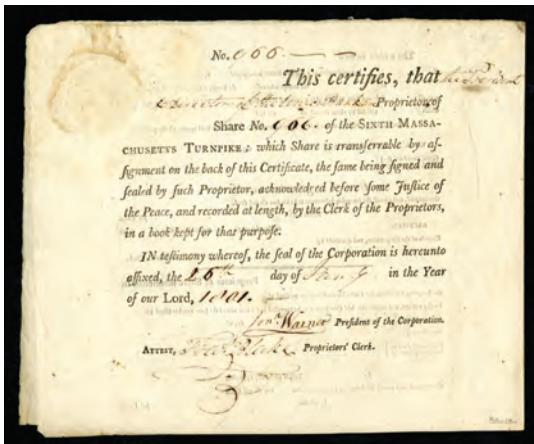 No. 066.
This certifies, that
Proprietor of
Share No. 606. of the SIXTH MASSA-
CHUSETTS TURNPIKE; which Share is transferrable by as-
signment on the back of this Certificate, the same being signed and
sealed by such Proprietor, acknowledged before some Justice of
the Peace, and recorded at length, by the Clerk of the Proprietors,
in a book kept for that purpose.
IN testimony whereof, the seal of the Corporation is hereunto
affixed, the 26th day of in the Year
of our Lord, 1801.
Jonª Warner President of the Corporation.
ATTEST, Blake Proprietors' Clerk.